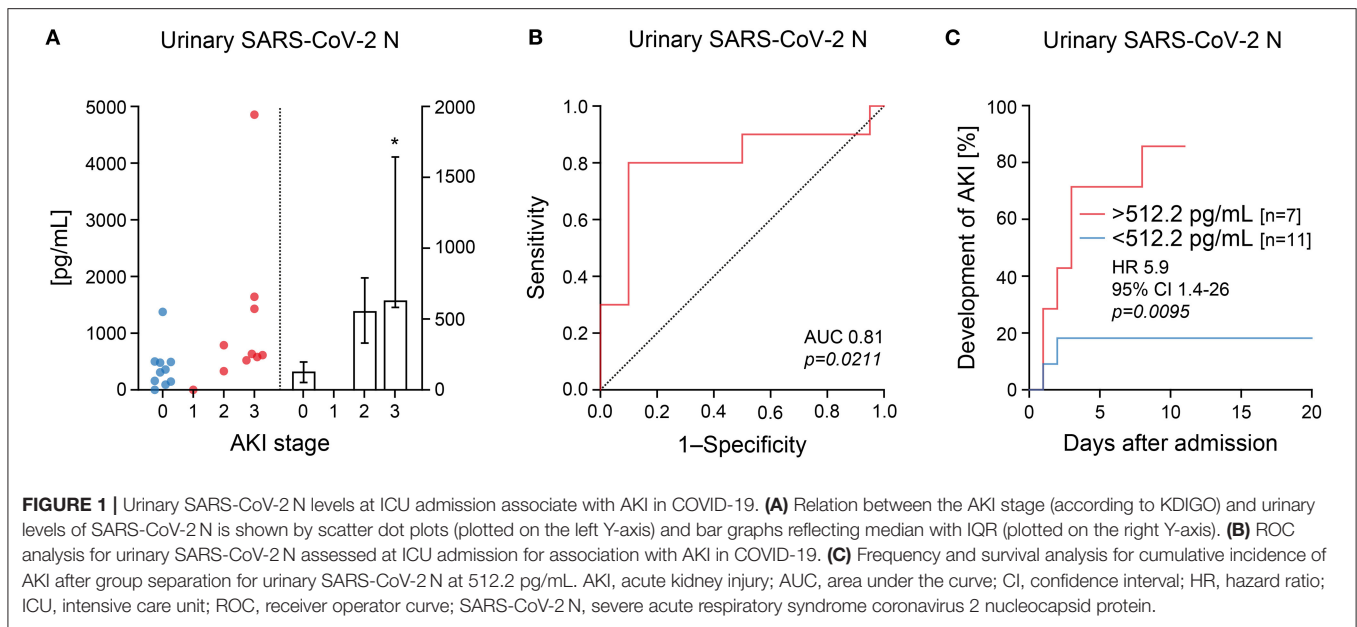 A
Urinary SARS-CoV-2 N
5000
4000
3000
2000
1000
0
[pg/mL]
2000
1500
1000
500
0
*
0 1 2 3 0 1 2 3
AKI stage
B
Urinary SARS-CoV-2 N
1.0
0.8
0.6
0.4
0.2
0.0
Sensitivity
AUC 0.81
p=0.0211
0.0 0.2 0.4 0.6 0.8 1.0
1–Specificity
C
Urinary SARS-CoV-2 N
100
80
60
40
20
0
Development of AKI [%]
>512.2 pg/mL [n=7]
<512.2 pg/mL [n=11]
HR 5.9
95% CI 1.4-26
p=0.0095
0 5 10 15 20
Days after admission
FIGURE 1 | Urinary SARS-CoV-2 N levels at ICU admission associate with AKI in COVID-19. (A) Relation between the AKI stage (according to KDIGO) and urinary
levels of SARS-CoV-2 N is shown by scatter dot plots (plotted on the left Y-axis) and bar graphs reflecting median with IQR (plotted on the right Y-axis). (B) ROC
analysis for urinary SARS-CoV-2 N assessed at ICU admission for association with AKI in COVID-19. (C) Frequency and survival analysis for cumulative incidence of
AKI after group separation for urinary SARS-CoV-2 N at 512.2 pg/mL. AKI, acute kidney injury; AUC, area under the curve; CI, confidence interval; HR, hazard ratio;
ICU, intensive care unit; ROC, receiver operator curve; SARS-CoV-2 N, severe acute respiratory syndrome coronavirus 2 nucleocapsid protein.